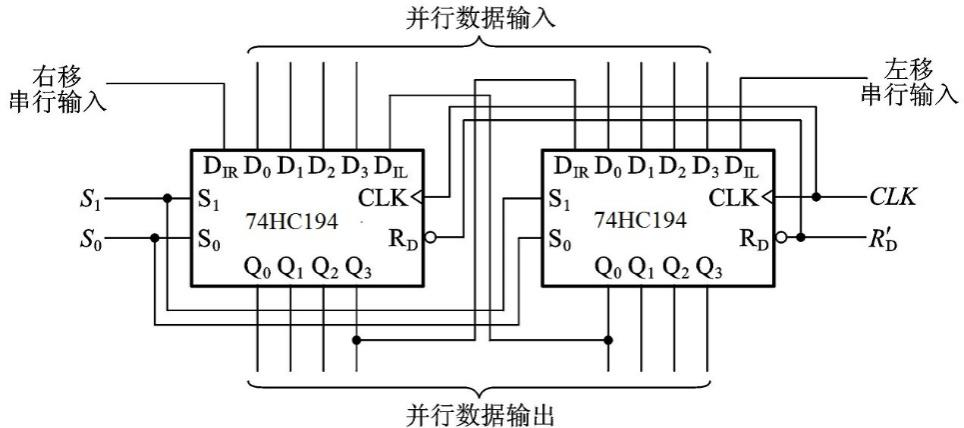 并行数据输入
右移
串行输入
左移
串行输入
D_IR D_0 D_1 D_2 D_3 D_IL
D_IR D_0 D_1 D_2 D_3 D_IL
S_1
S_1
CLK
S_1
CLK
CLK
74HC194
74HC194
S_0
S_0
R_D
S_0
R_D
R'_D
Q_0 Q_1 Q_2 Q_3
Q_0 Q_1 Q_2 Q_3
并行数据输出